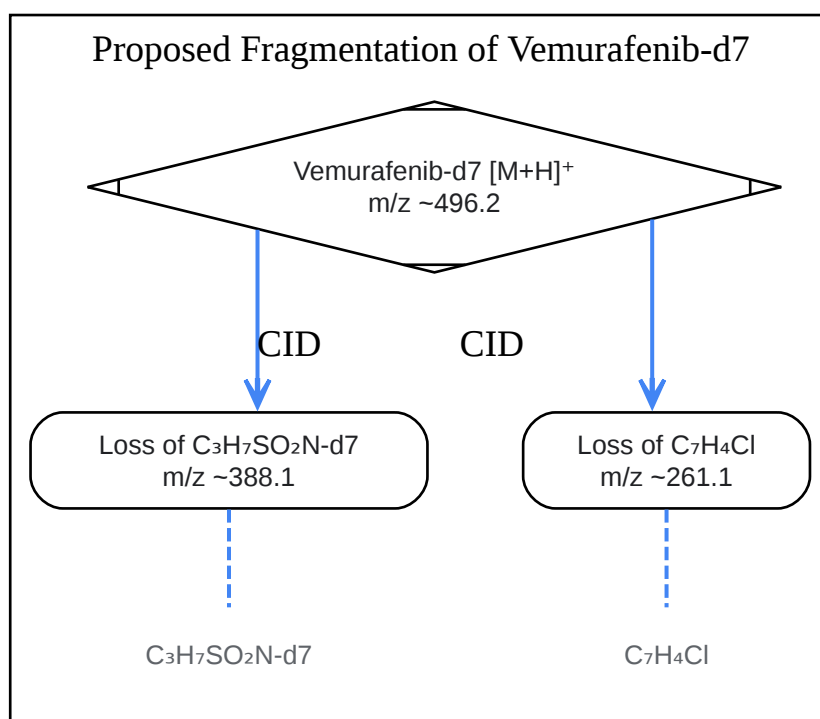 Proposed Fragmentation of Vemurafenib-d7
Vemurafenib-d7 [M+H]⁺
m/z ~496.2
CID
CID
Loss of C₃H₇SO₂N-d7
m/z ~388.1
Loss of C₇H₄Cl
m/z ~261.1
C₃H₇SO₂N-d7
C₇H₄Cl